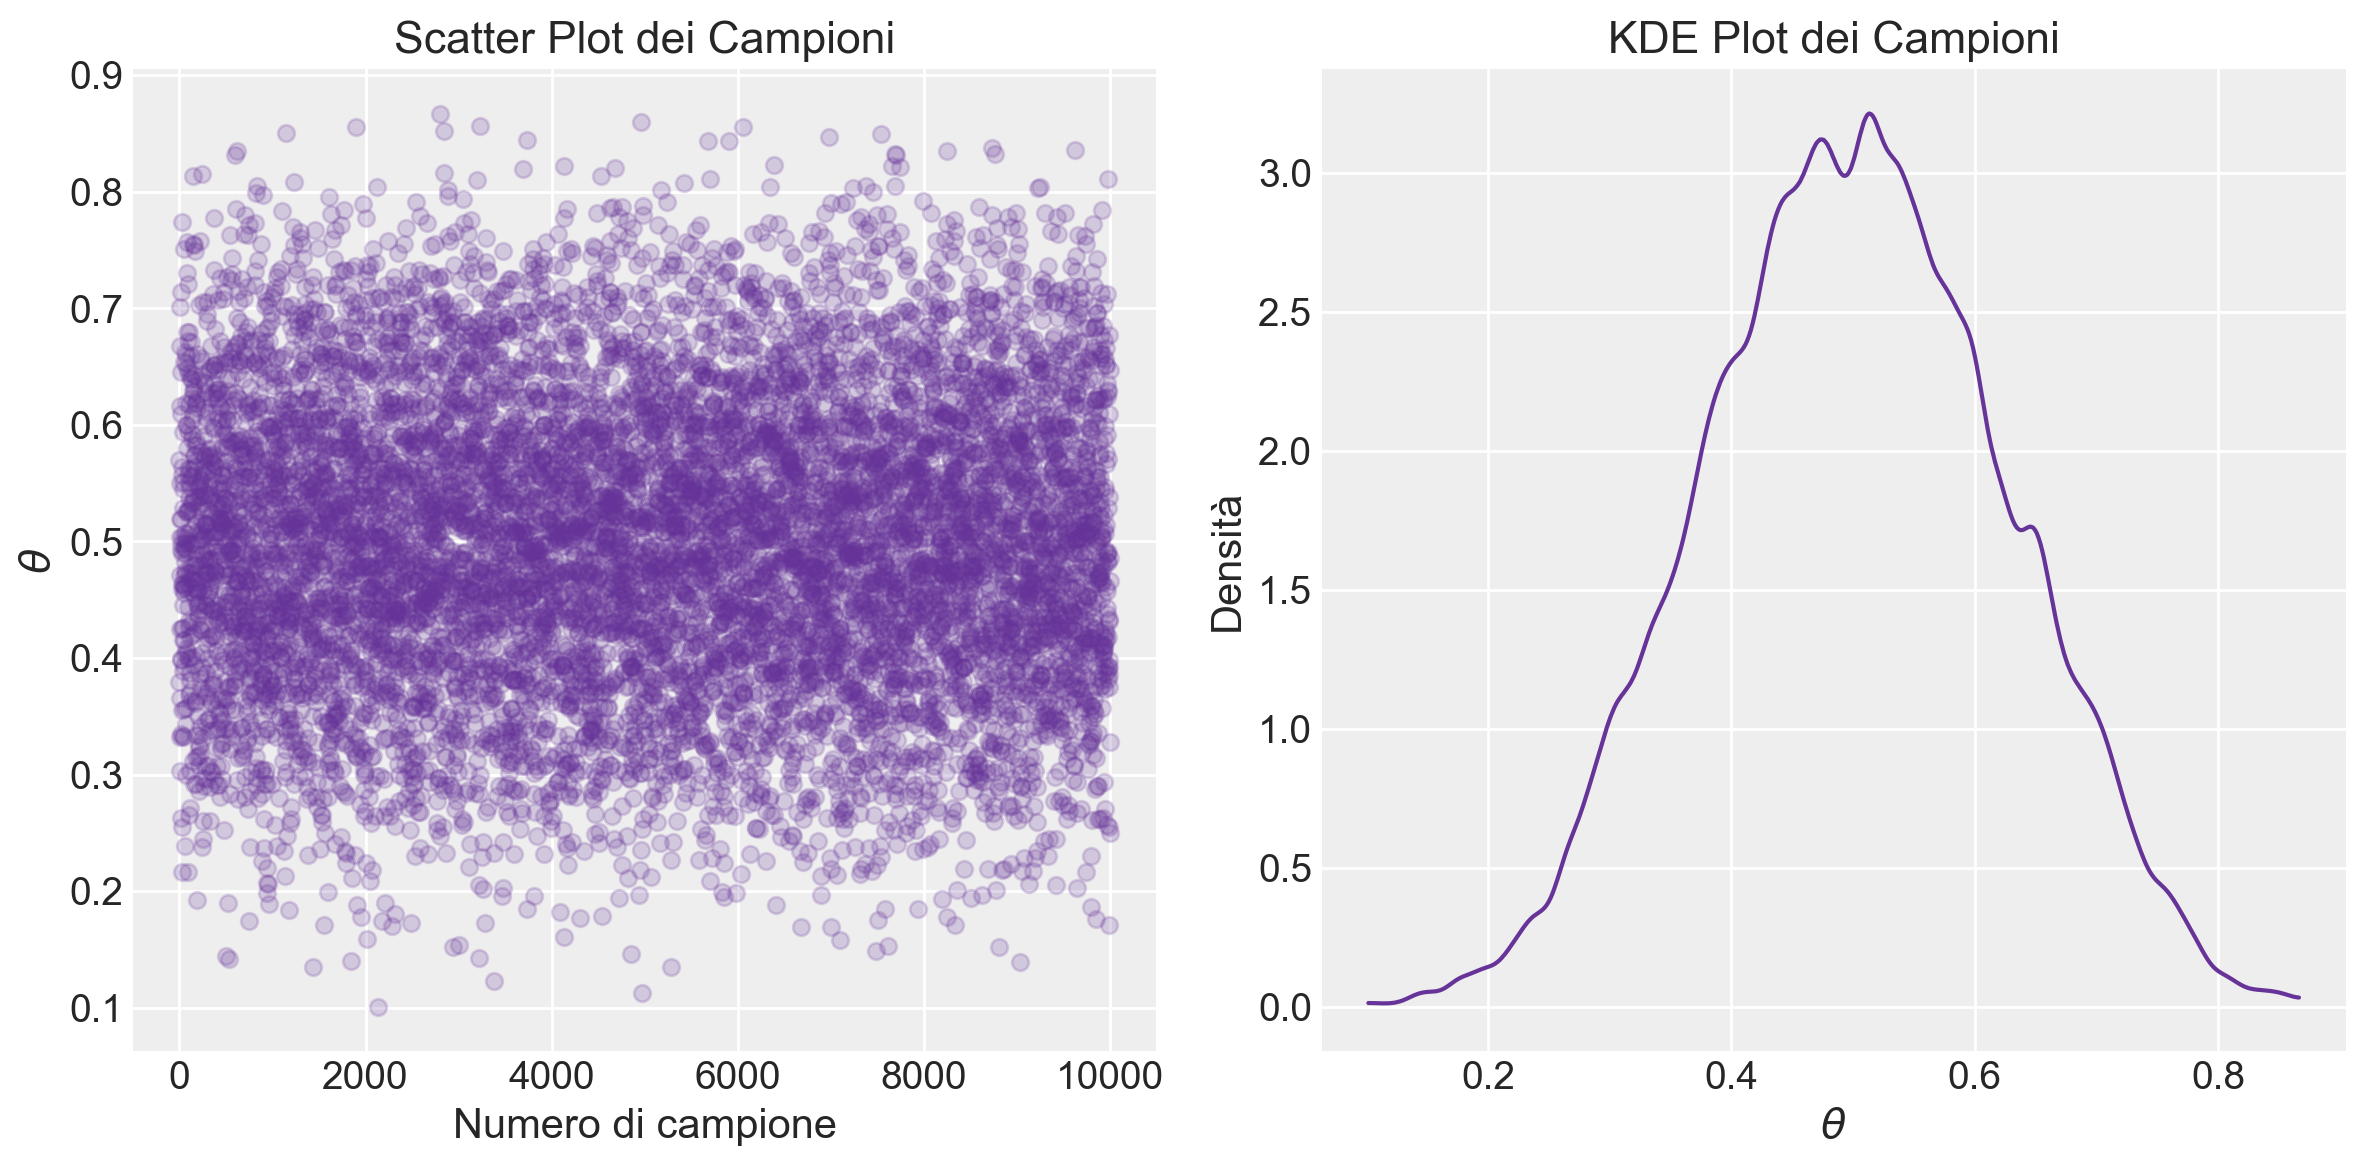 Scatter Plot dei Campioni
0.9
0.8
0.7
0.6
0.5
0.4
0.3
0.2
0.1
θ
0 2000 4000 6000 8000 10000
Numero di campione
KDE Plot dei Campioni
3.0
2.5
2.0
1.5
1.0
0.5
0.0
Densità
0.2 0.4 0.6 0.8
θ